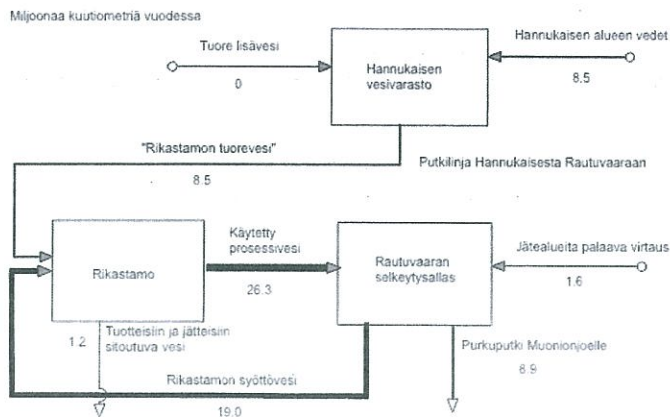 Miljoonaa kuutiometriä vuodessa
Tuore lisävesi
0
Hannukaisen
vesivarasto
Hannukaisen alueen vedet
8.5
"Rikastamon tuorevesi"
8.5
Putkilinja Hannukaisesta Rautuvaaraan
Rikastamo
Käytetty
prosessivesi
26.3
Rautuvaaran
selkeytysallas
Jätealueita palaava virtaus
1.6
1.2
Tuotteisiin ja jätteisiin
sitoutuva vesi
Purkuputki Muonionjoelle
8.9
Rikastamon syöttövesi
19.0